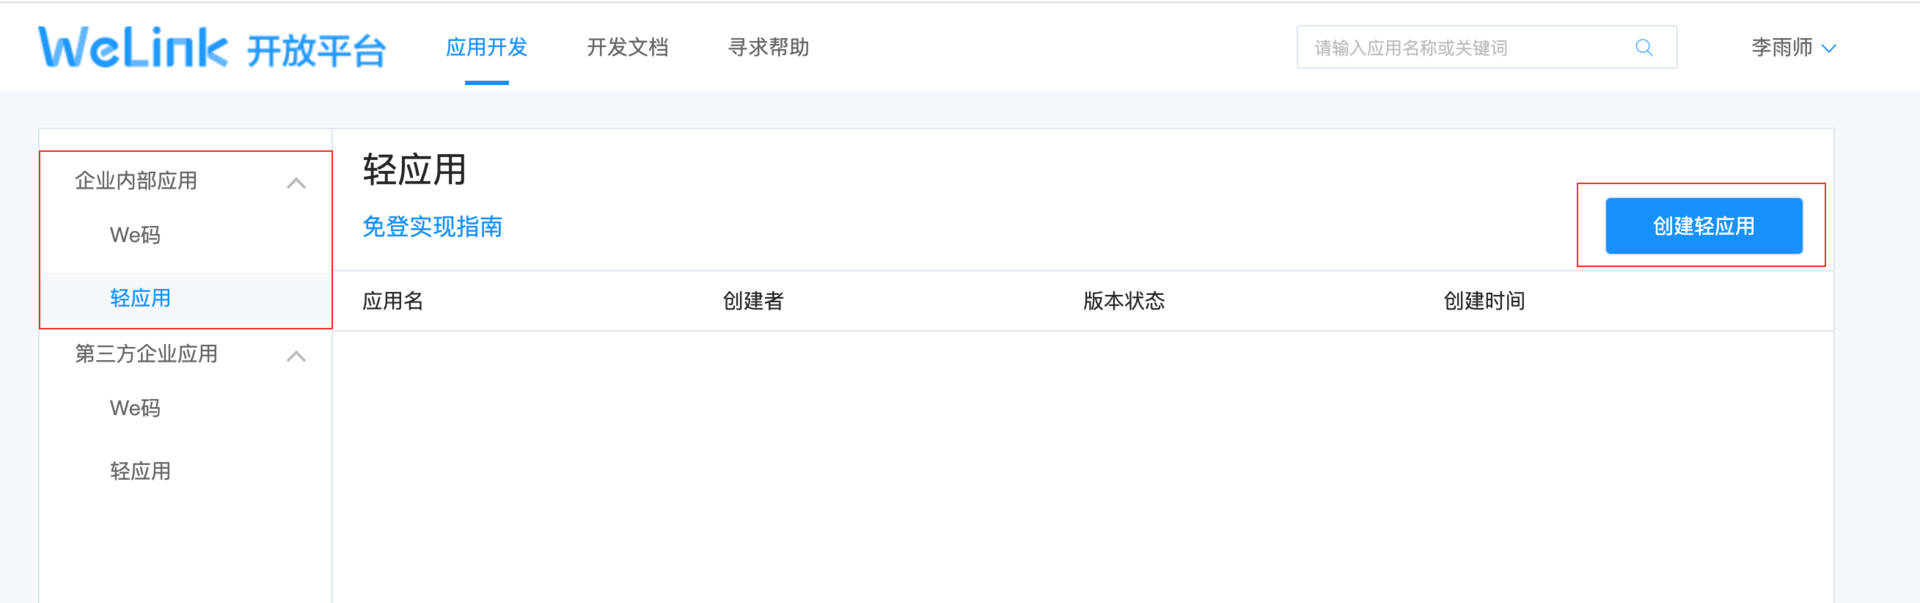 WeLink 开放平台
应用开发
开发文档
寻求帮助
请输入应用名称或关键词
李雨师
企业内部应用
We码
轻应用
第三方企业应用
We码
轻应用
轻应用
免登实现指南
创建轻应用
应用名
创建者
版本状态
创建时间